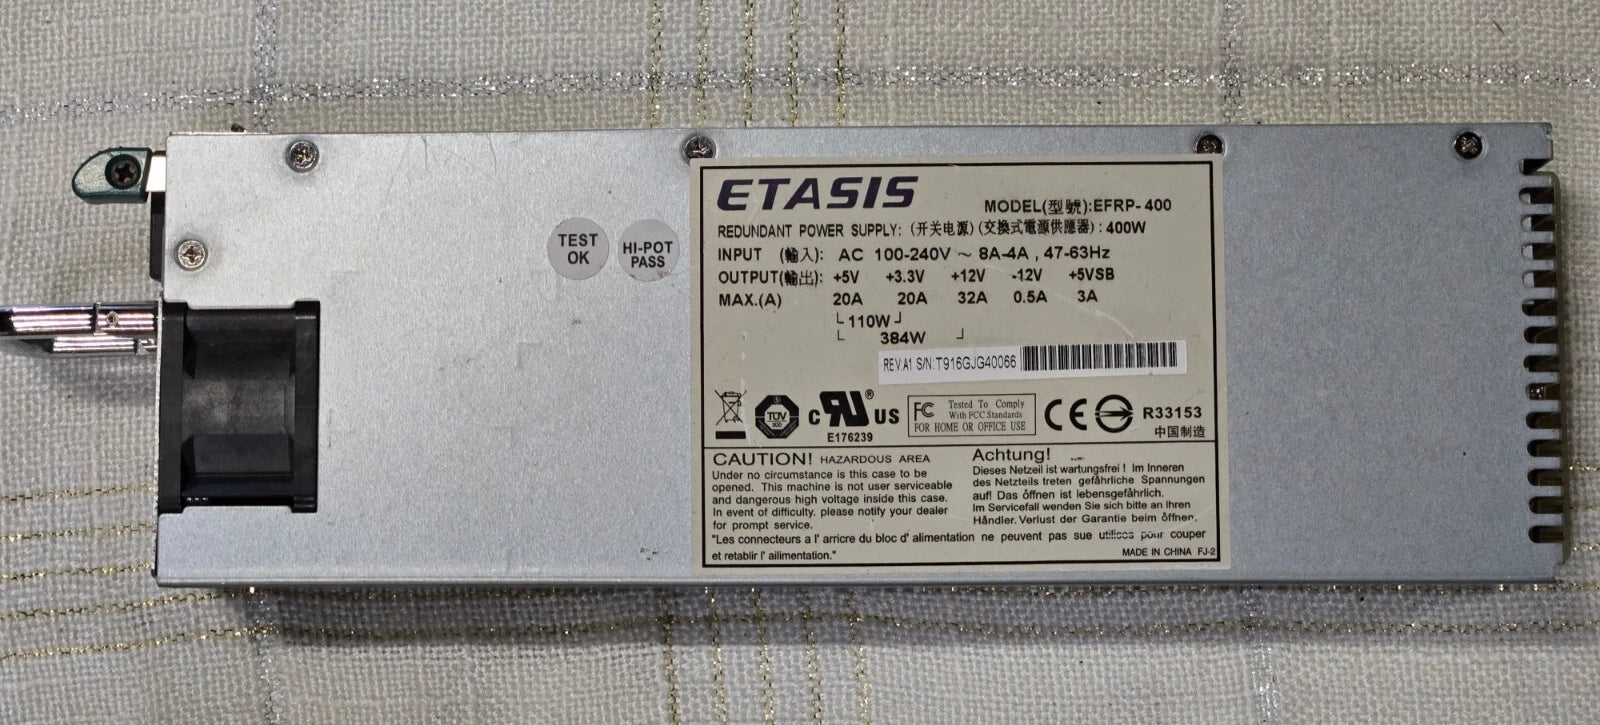 TEST
OK
HI-POT
PASS
ETASIS
MODEL(型號):EFRP-400
REDUNDANT POWER SUPPLY: (开关电源) (交換式電源供應器) : 400W
INPUT (輸入): AC 100-240V ~ 8A-4A , 47-63Hz
OUTPUT(輸出): +5V +3.3V +12V -12V +5VSB
MAX.(A) 20A 20A 32A 0.5A 3A
110W
384W
REV:A1 S/N:T916GJG40066
TÜV
c UR® US
E176239
FC Tested To Comply
With FCC Standards
FOR HOME OR OFFICE USE
CE
R33153
中国制造
CAUTION! HAZARDOUS AREA
Under no circumstance is this case to be
opened. This machine is not user serviceable
and dangerous high voltage inside this case.
In event of difficulty. please notify your dealer
for prompt service.
Achtung!
Dieses Netzeil ist wartungsfrei ! Im Inneren
des Netzteils treten gefährliche Spannungen
auf! Das öffnen ist lebensgefährlich.
Im Servicefall wenden Sie sich bitte an Ihren
Händler. Verlust der Garantie beim öffnen.
"Les connecteurs a l' arricre du bloc d' alimentation ne peuvent pas sue utilises pour couper
et retablir l' ailimentation."
MADE IN CHINA FJ-2